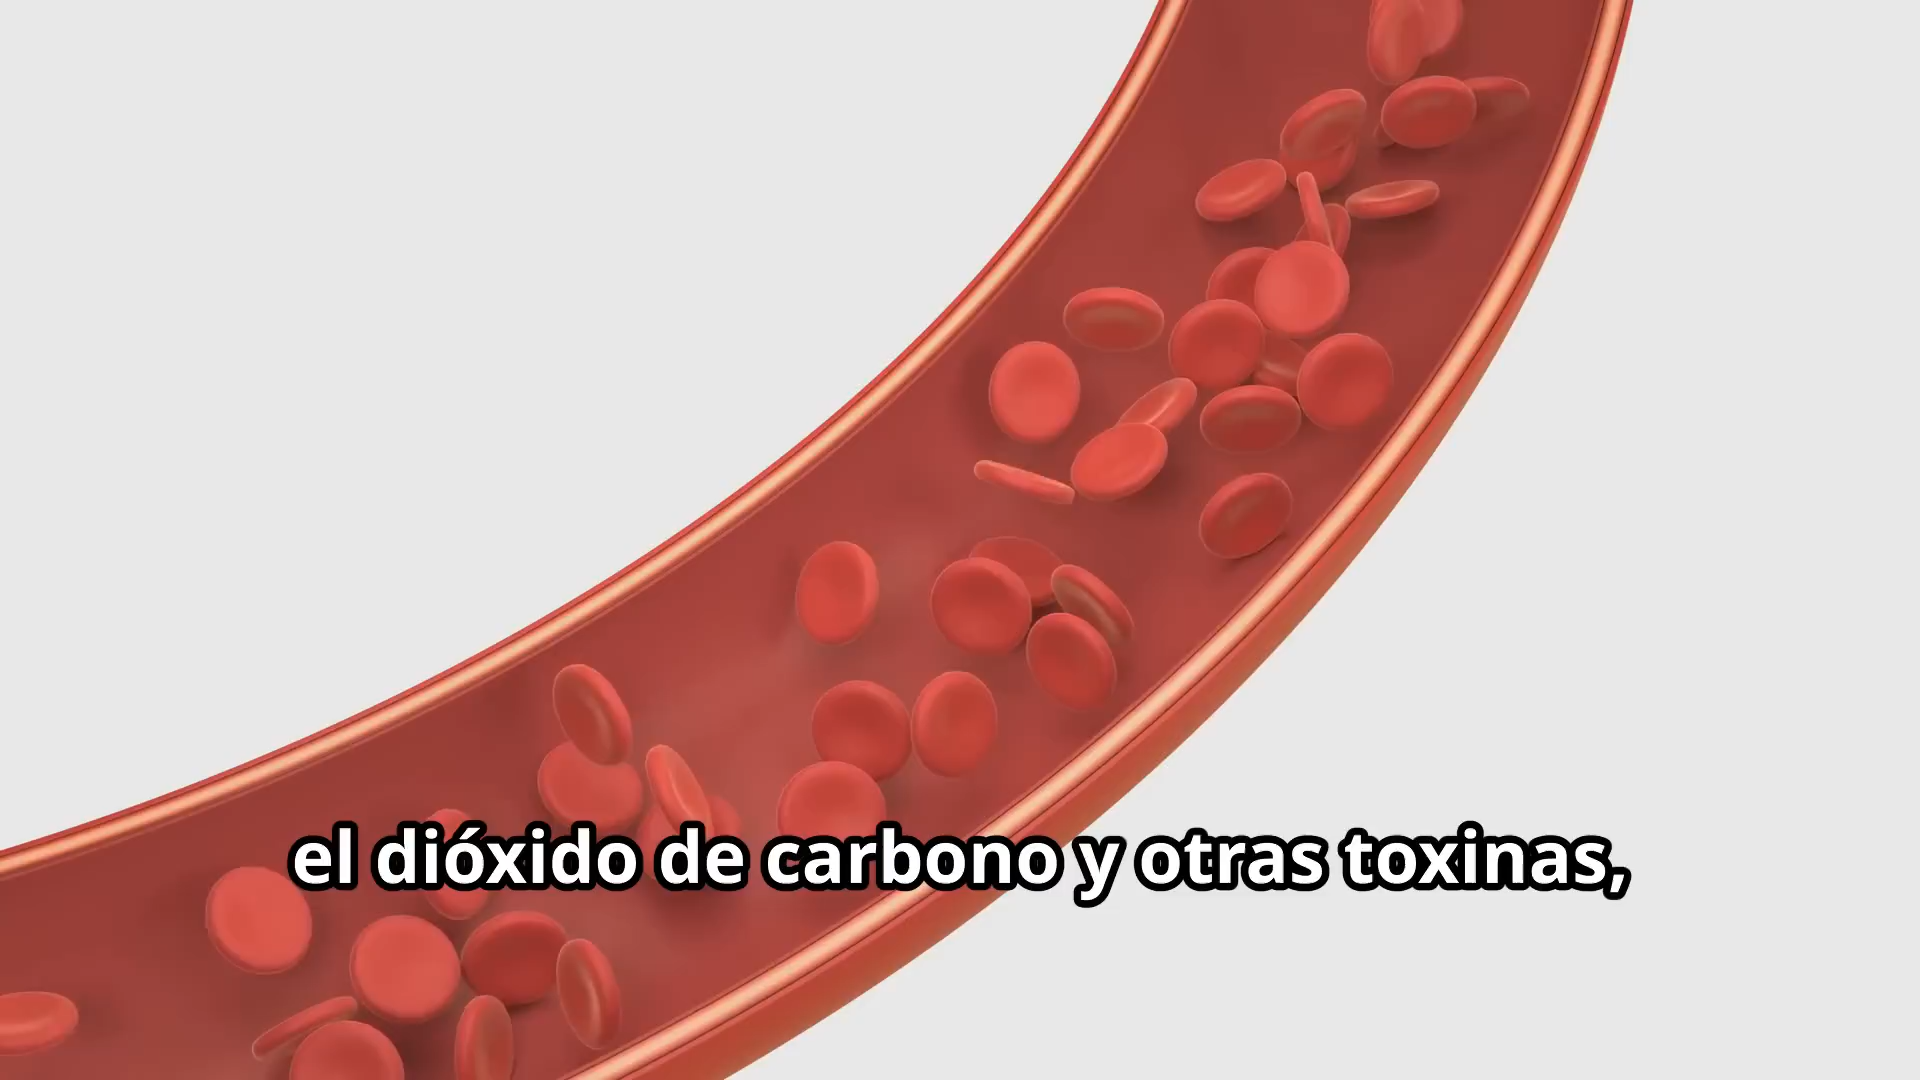 el dióxido de carbono y otras toxinas,